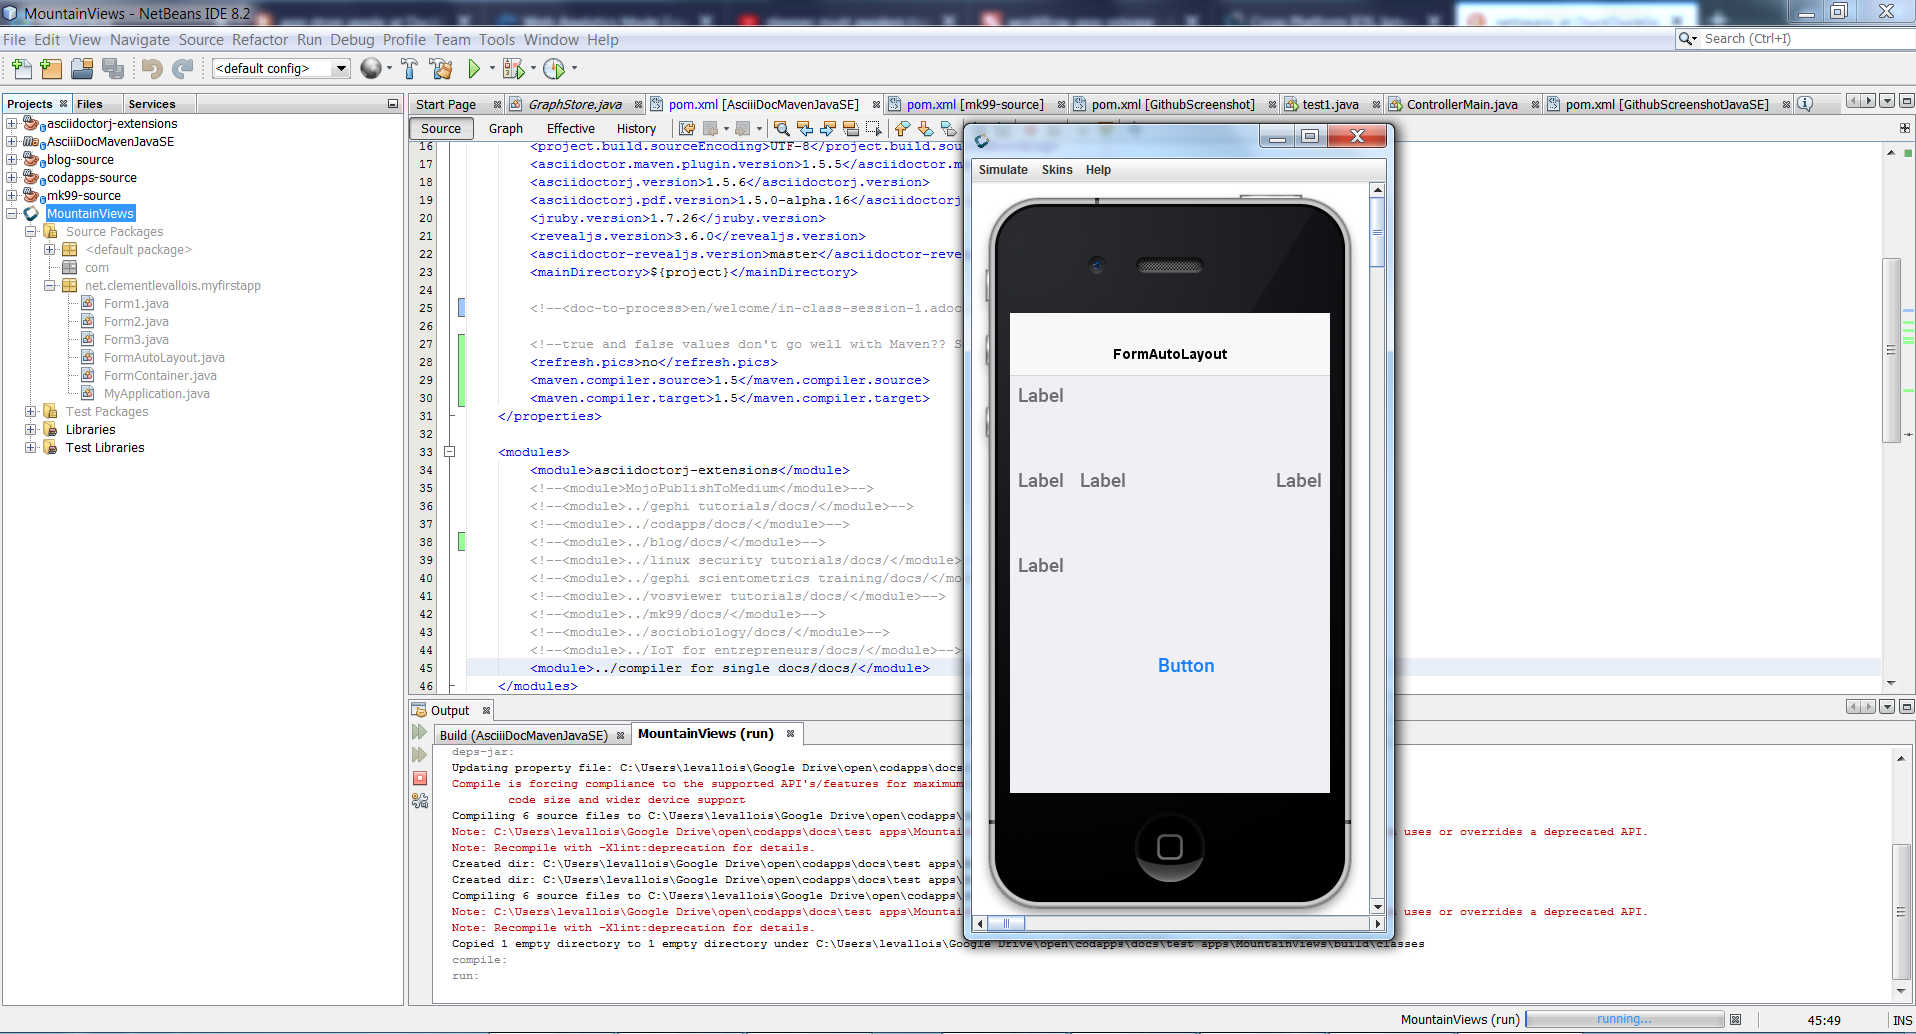 MountainViews - NetBeans IDE 8.2
File Edit View Navigate Source Refactor Run Debug Profile Team Tools Window Help
Search (Ctrl+I)
<default config>
Projects Files Services
asciidoctorj-extensions
AsciiDocMavenJavaSE
blog-source
codapps-source
mk99-source
MountainViews
Source Packages
<default package>
com
net.clementlevallois.myfirstapp
Form1.java
Form2.java
Form3.java
FormAutoLayout.java
FormContainer.java
MyApplication.java
Test Packages
Libraries
Test Libraries
Start Page GraphStore.java pom.xml [AsciiiDocMavenJavaSE] pom.xml [mk99-source] pom.xml [GithubScreenshot] test1.java ControllerMain.java pom.xml [GithubScreenshotJavaSE]
Source Graph Effective History
16 <project.build.sourceEncoding>UTF-8</project.build.sou
17 <asciidoctor.maven.plugin.version>1.5.5</asciidoctor.m
18 <asciidoctorj.version>1.5.6</asciidoctorj.version>
19 <asciidoctorj.pdf.version>1.5.0-alpha.16</asciidoctorj
20 <jruby.version>1.7.26</jruby.version>
21 <revealjs.version>3.6.0</revealjs.version>
22 <asciidoctor-revealjs.version>master</asciidoctor-reve
23 <mainDirectory>${project}</mainDirectory>
24
25 <!--<doc-to-process>en/welcome/in-class-session-1.adoc
26
27 <!--true and false values don't go well with Maven?? S
28 <refresh.pics>no</refresh.pics>
29 <maven.compiler.source>1.5</maven.compiler.source>
30 <maven.compiler.target>1.5</maven.compiler.target>
31 </properties>
32
33 <modules>
34 <module>asciidoctorj-extensions</module>
35 <!--<module>MojoPublishToMedium</module>-->
36 <!--<module>../gephi tutorials/docs/</module>-->
37 <!--<module>../codapps/docs/</module>-->
38 <!--<module>../blog/docs/</module>-->
39 <!--<module>../linux security tutorials/docs/</module>
40 <!--<module>../gephi scientometrics training/docs/</mo
41 <!--<module>../vosviewer tutorials/docs/</module>-->
42 <!--<module>../mk99/docs/</module>-->
43 <!--<module>../sociobiology/docs/</module>-->
44 <!--<module>../IoT for entrepreneurs/docs/</module>-->
45 <module>../compiler for single docs/docs/</module>
46 </modules>
Simulate Skins Help
FormAutoLayout
Label
Label Label Label
Label
Button
Output
Build (AsciiiDocMavenJavaSE) MountainViews (run)
deps-jar:
Updating property file: C:\Users\levallois\Google Drive\open\codapps\docs
Compile is forcing compliance to the supported API's/features for maximum
code size and wider device support
Compiling 6 source files to C:\Users\levallois\Google Drive\open\codapps\
Note: C:\Users\levallois\Google Drive\open\codapps\docs\test apps\Mountai uses or overrides a deprecated API.
Note: Recompile with -Xlint:deprecation for details.
Created dir: C:\Users\levallois\Google Drive\open\codapps\docs\test apps\
Created dir: C:\Users\levallois\Google Drive\open\codapps\docs\test apps\
Compiling 6 source files to C:\Users\levallois\Google Drive\open\codapps\
Note: C:\Users\levallois\Google Drive\open\codapps\docs\test apps\Mountai uses or overrides a deprecated API.
Note: Recompile with -Xlint:deprecation for details.
Copied 1 empty directory to 1 empty directory under C:\Users\levallois\Google Drive\open\codapps\docs\test apps\MountainViews\build\classes
compile:
run:
MountainViews (run) running... 45:49 INS